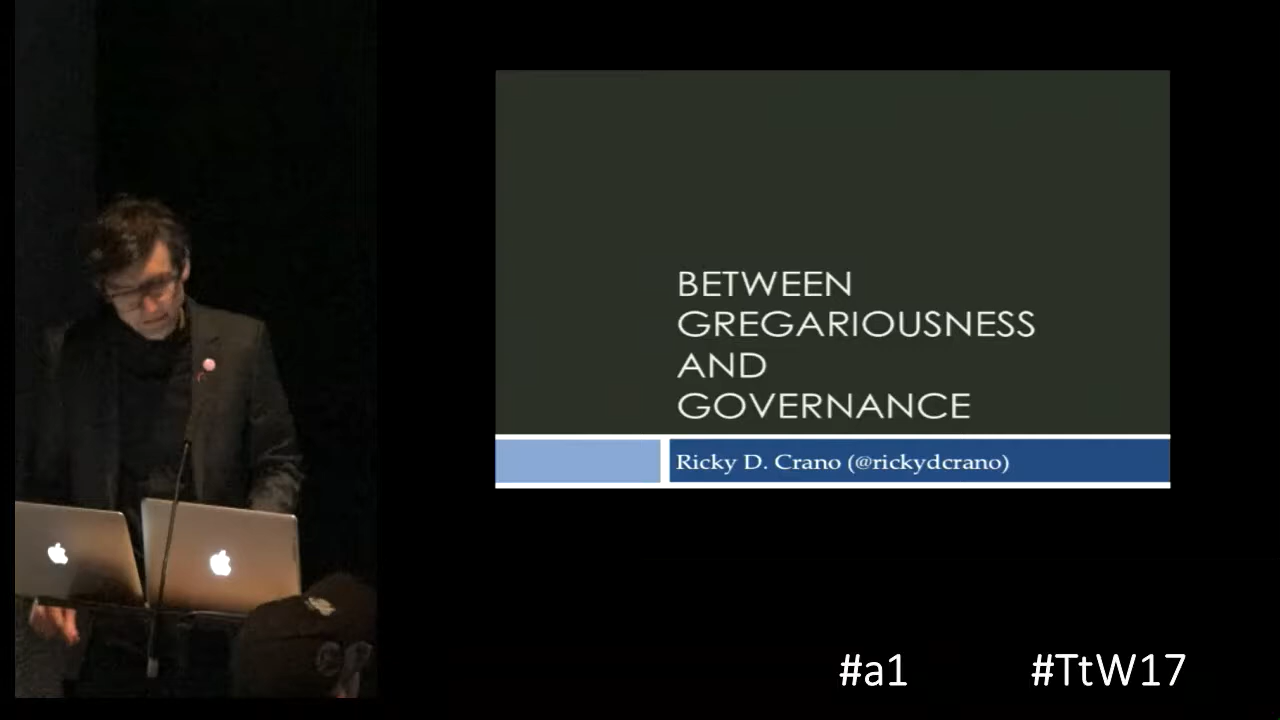 BETWEEN
GREGARIOUSNESS
AND
GOVERNANCE
Ricky D. Crano (@rickydcrano)
#a1 #TtW17